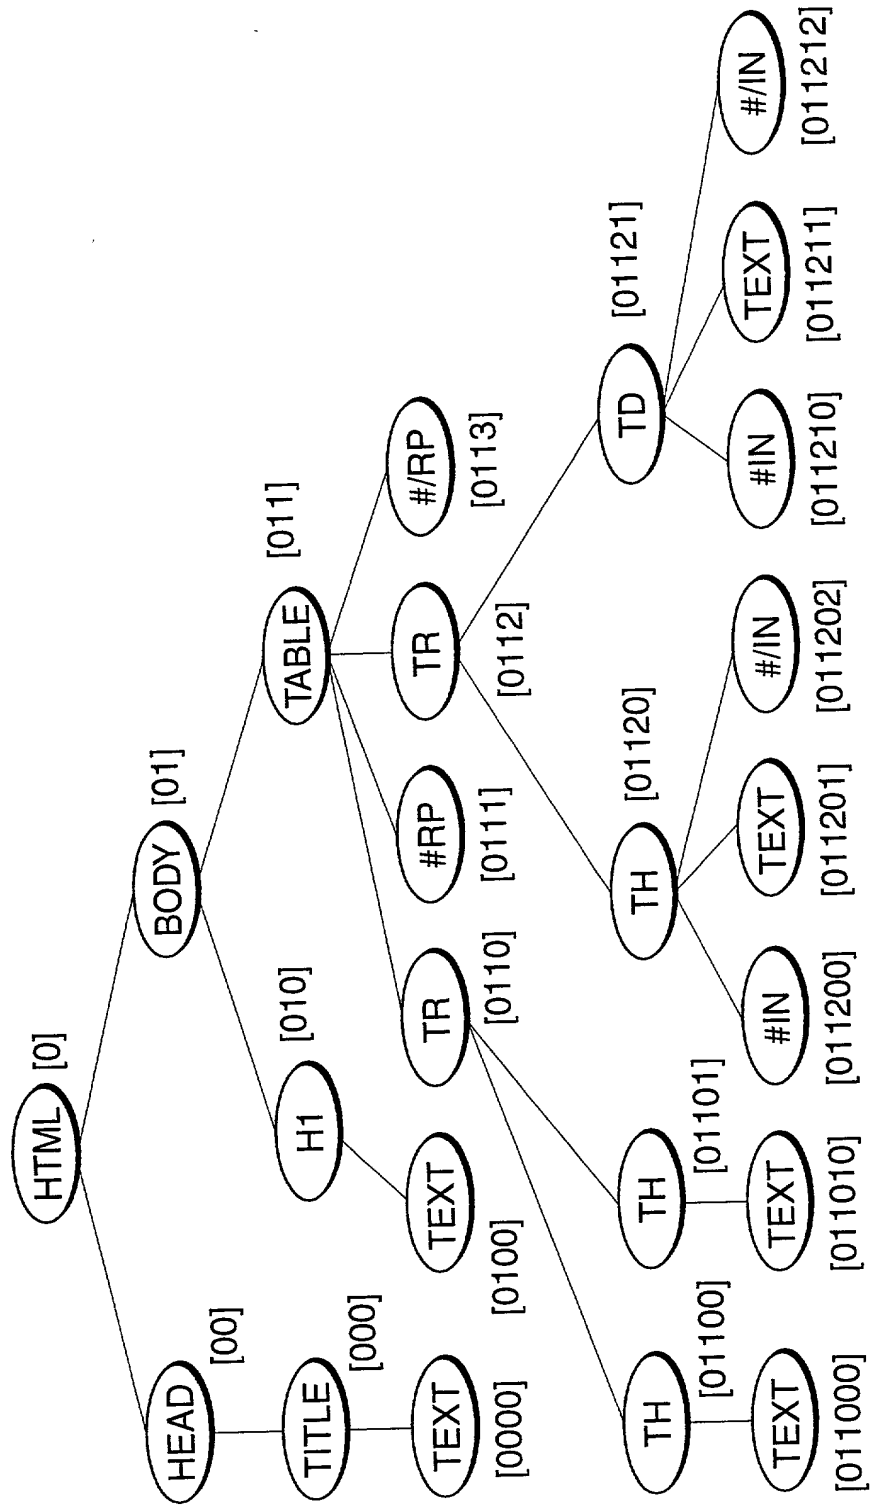 HTML [0]
HEAD [00]
BODY [01]
TITLE [000]
H1 [010]
TABLE [011]
TEXT [0000]
TEXT [0100]
TR [0110]
#RP [0111]
TR [0112]
#/RP [0113]
TH [01100]
TH [01101]
TH [01120]
TD [01121]
TEXT [011000]
TEXT [011010]
#IN [011200]
TEXT [011201]
#/IN [011202]
#IN [011210]
TEXT [011211]
#/IN [011212]